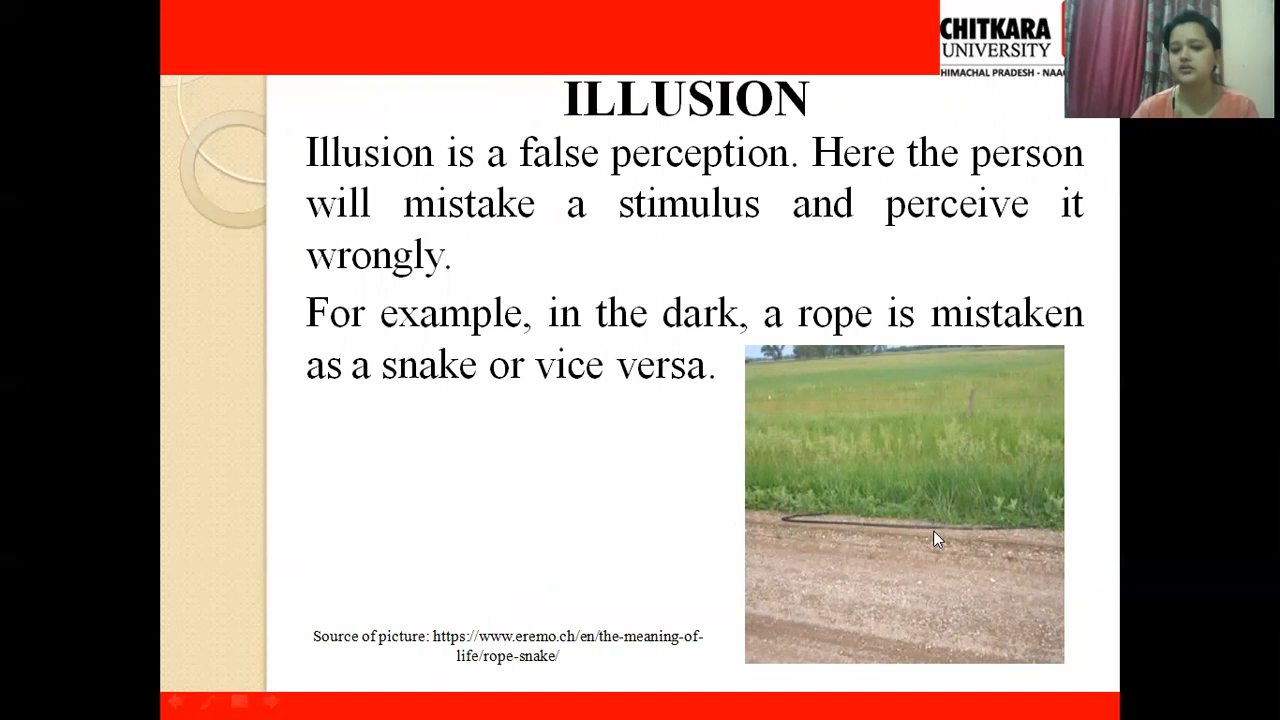 CHITKARA
UNIVERSITY
HIMACHAL PRADESH -
ILLUSION
Illusion is a false perception. Here the person
will mistake a stimulus and perceive it
wrongly.
For example, in the dark, a rope is mistaken
as a snake or vice versa.
Source of picture: https://www.eremo.ch/en/the-meaning-of-
life/rope-snake/